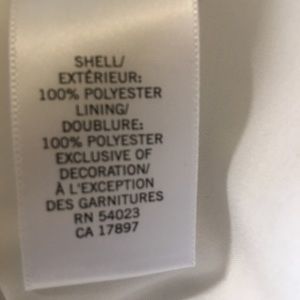 SHELL/
EXTÉRIEUR:
100% POLYESTER
LINING/
DOUBLURE:
100% POLYESTER
EXCLUSIVE OF
DECORATION/
À L'EXCEPTION
DES GARNITURES
RN 54023
CA 17897